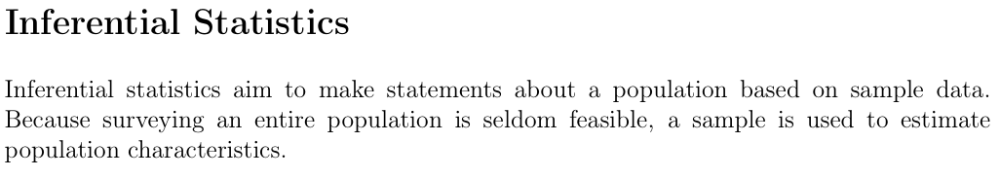 Inferential Statistics
Inferential statistics aim to make statements about a population based on sample data.
Because surveying an entire population is seldom feasible, a sample is used to estimate
population characteristics.